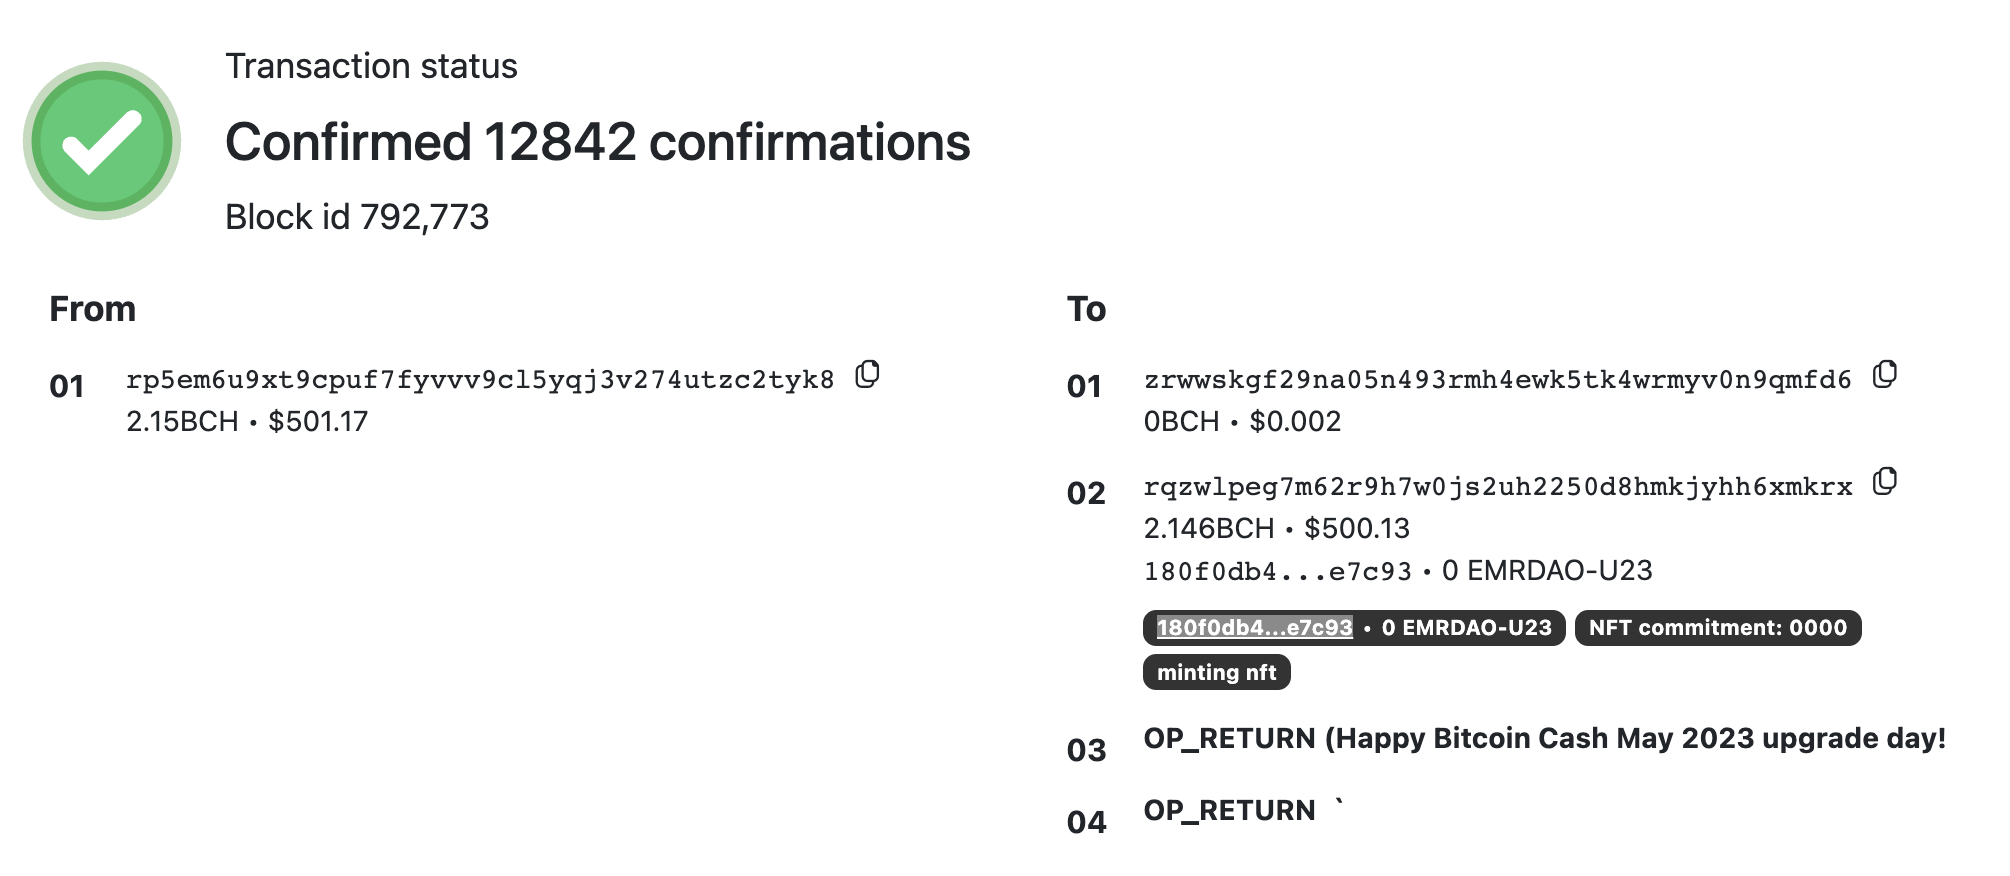 Transaction status
Confirmed 12842 confirmations
Block id 792,773
From
01
rp5em6u9xt9cpuf7fyvvv9cl5yqj3v274utzc2tyk8
2.15BCH • $501.17
To
01
zrwwskgf29na05n493rmh4ewk5tk4wrmyv0n9qmfd6
0BCH • $0.002
02
rqzwlpeg7m62r9h7w0js2uh2250d8hmkjyhh6xmkrx
2.146BCH • $500.13
180f0db4...e7c93 • 0 EMRDAO-U23
180f0db4...e7c93 • 0 EMRDAO-U23
NFT commitment: 0000
minting nft
03
OP_RETURN (Happy Bitcoin Cash May 2023 upgrade day!
04
OP_RETURN `